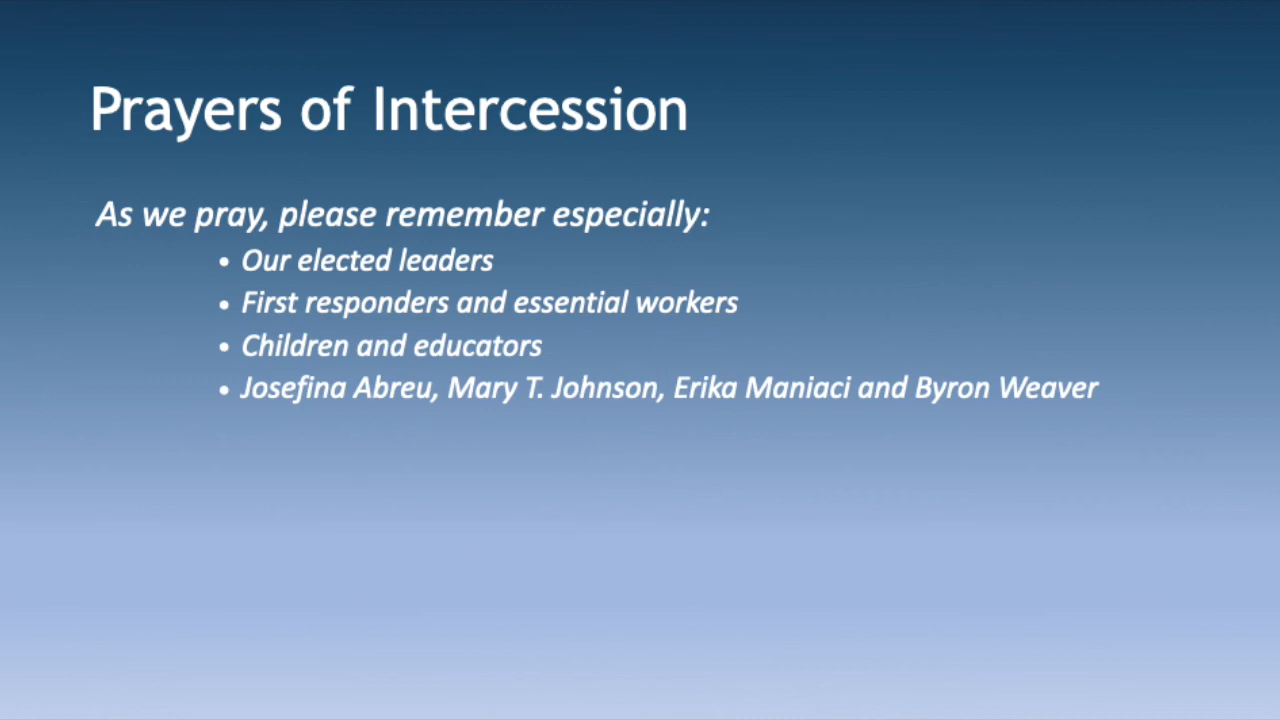 Prayers of Intercession
As we pray, please remember especially:
• Our elected leaders
• First responders and essential workers
• Children and educators
• Josefina Abreu, Mary T. Johnson, Erika Maniaci and Byron Weaver